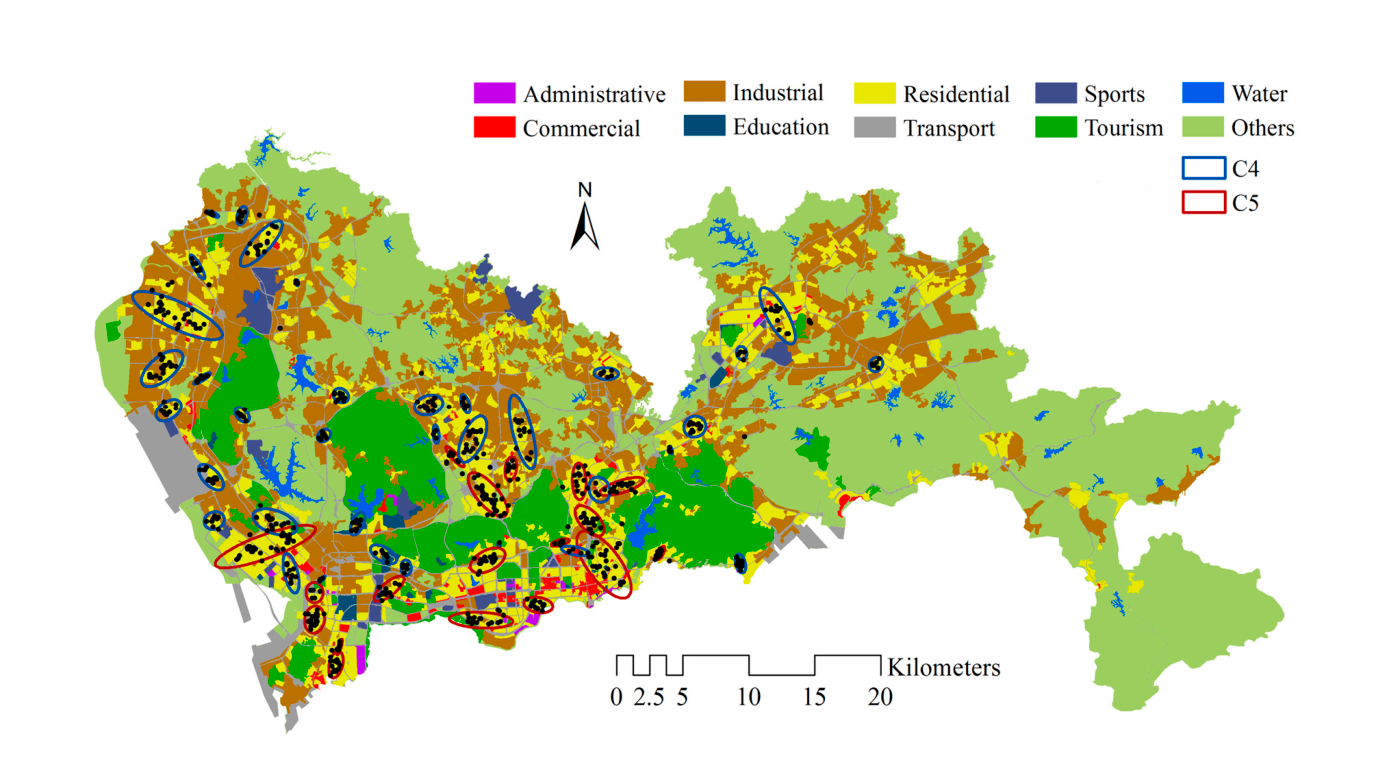 Administrative Industrial Residential Sports Water
Commercial Education Transport Tourism Others
C4
N
C5
Kilometers
0 2.5 5 10 15 20